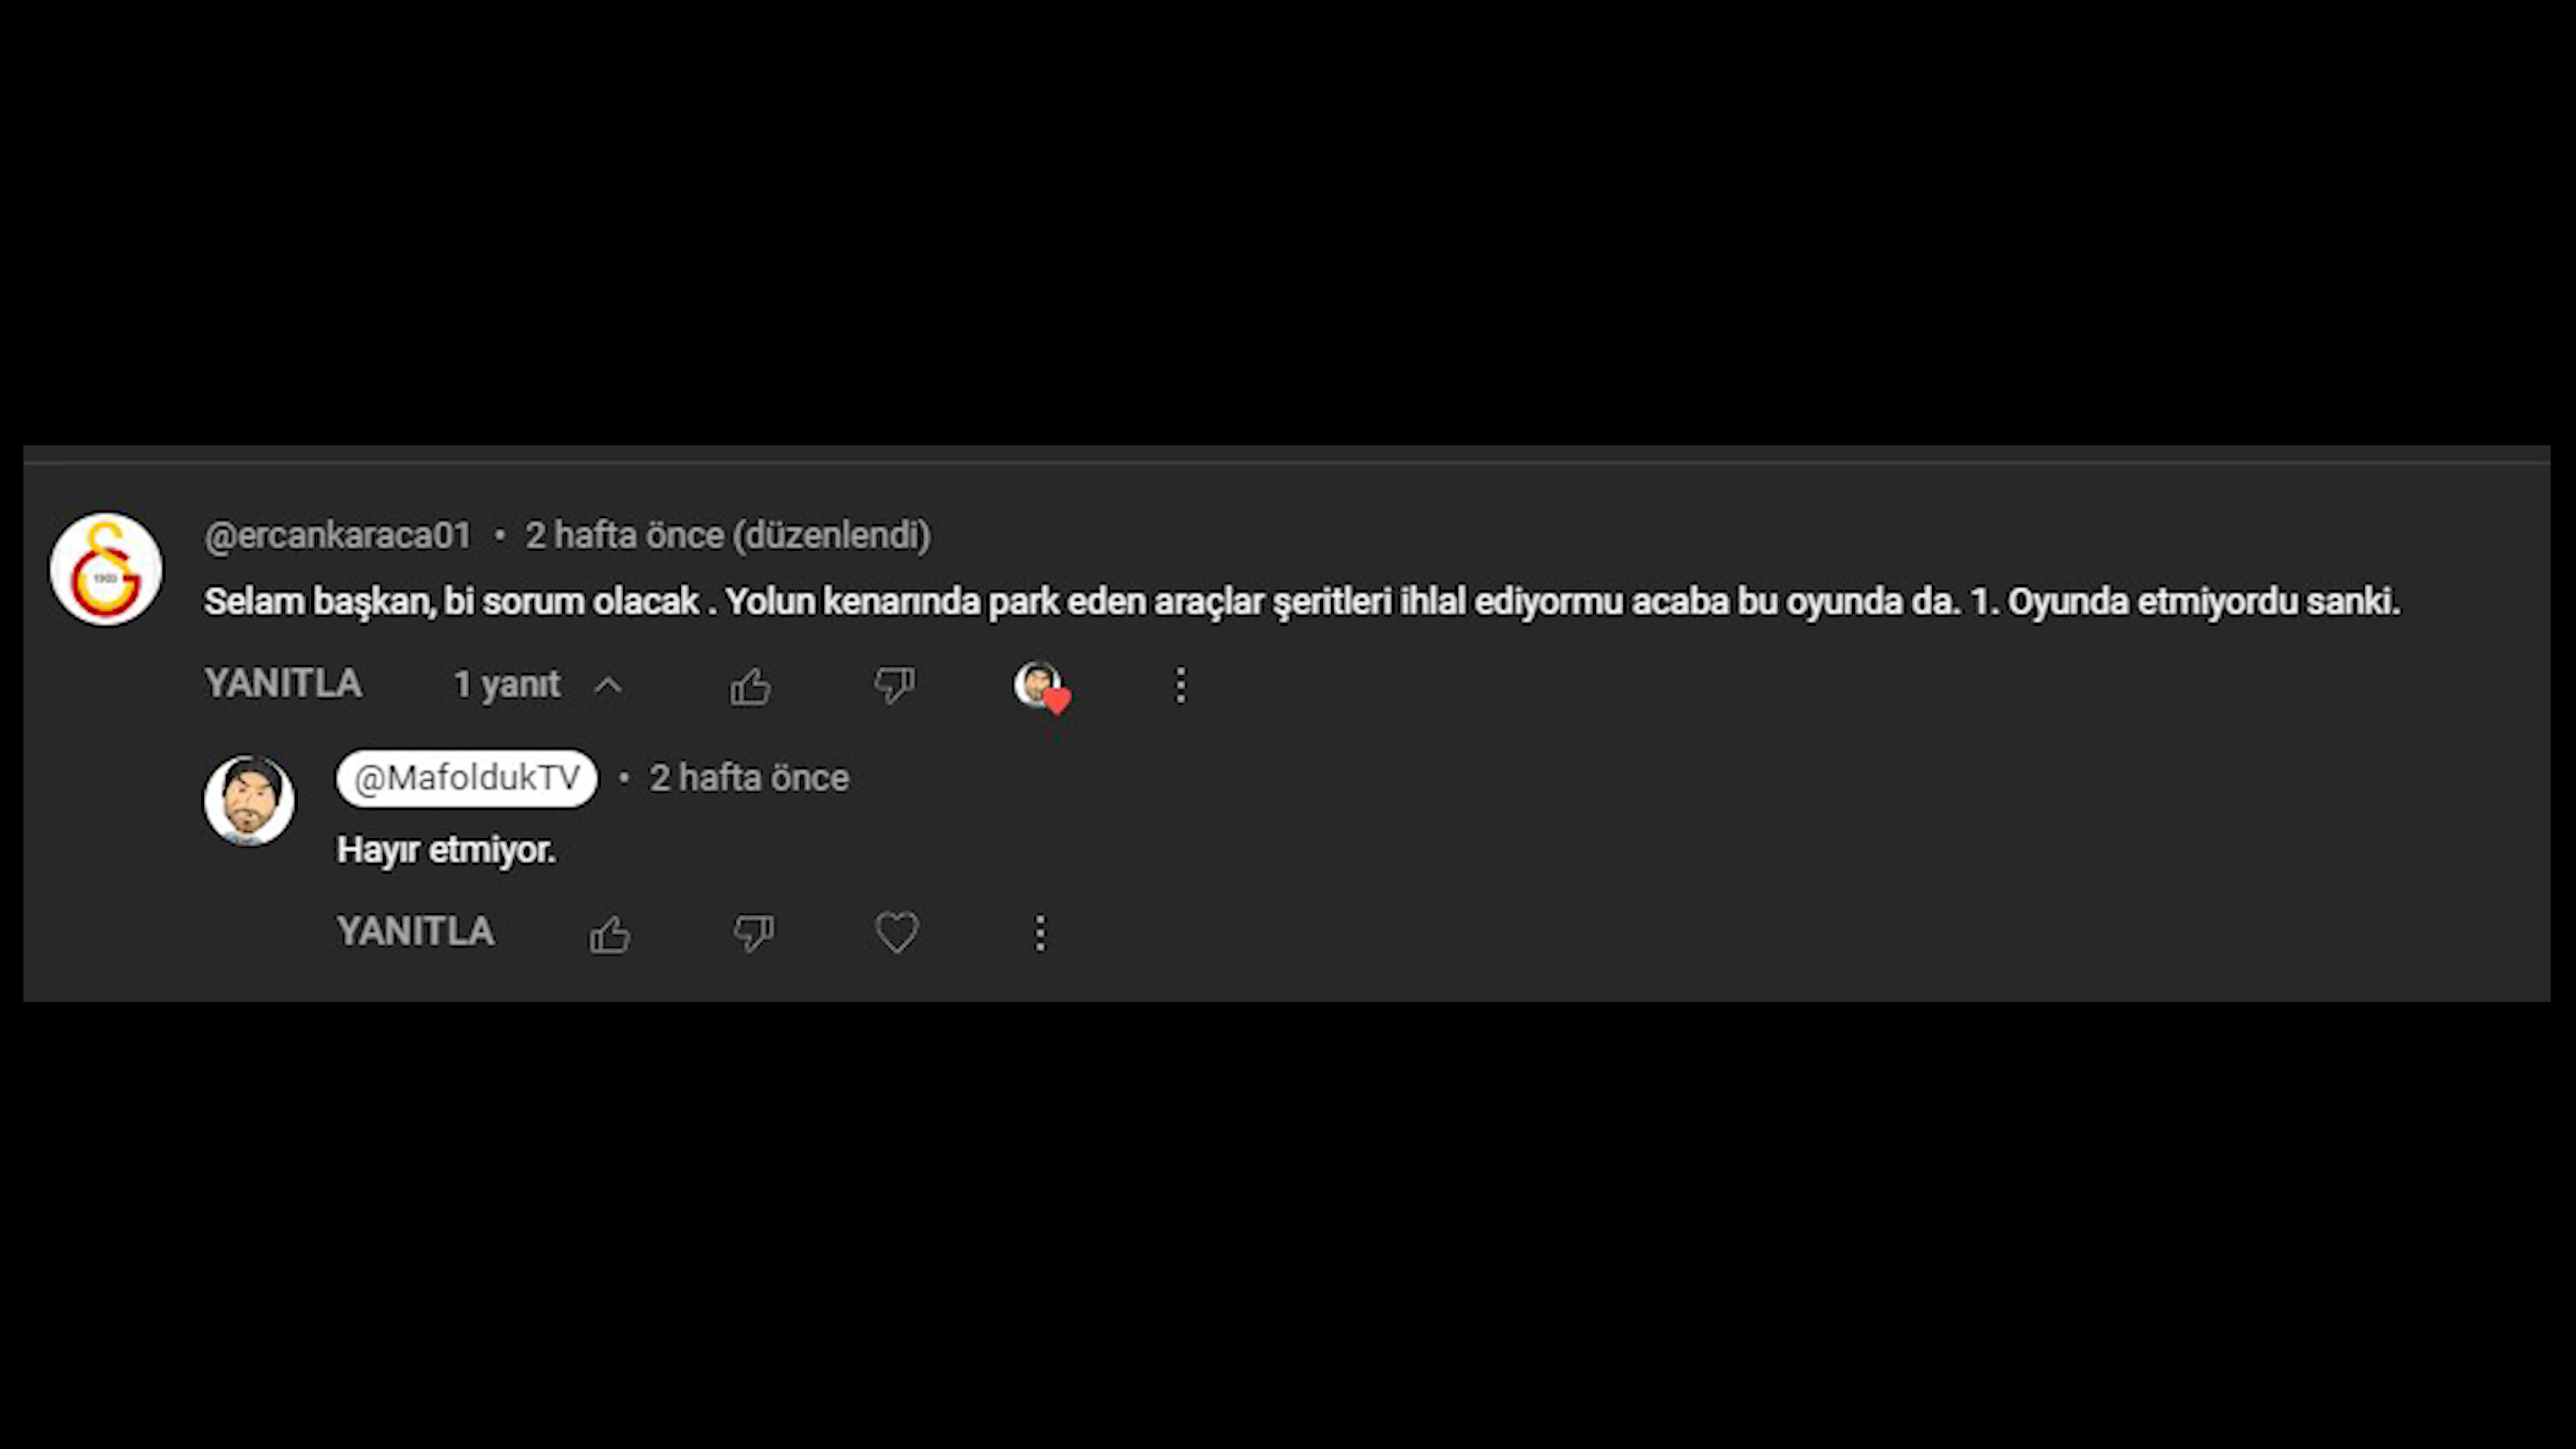 @ercankaraca01 • 2 hafta önce (düzenlendi)
Selam başkan, bi sorum olacak . Yolun kenarında park eden araçlar şeritleri ihlal ediyormu acaba bu oyunda da. 1. Oyunda etmiyordu sanki.
YANITLA 1 yanıt
@MafoldukTV • 2 hafta önce
Hayır etmiyor.
YANITLA